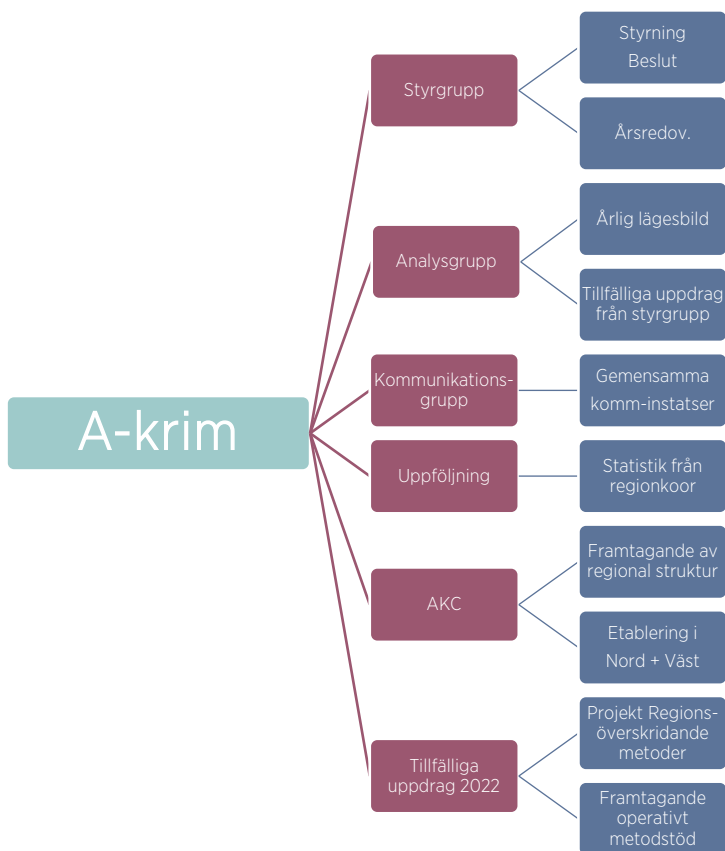 A-krim
Styrgrupp
Styrning
Beslut
Årsredov.
Analysgrupp
Årlig lägesbild
Tillfälliga uppdrag
från styrgrupp
Kommunikations-
grupp
Gemensamma
komm-instatser
Uppföljning
Statistik från
regionkoor
AKC
Framtagande av
regional struktur
Etablering i
Nord + Väst
Tillfälliga
uppdrag 2022
Projekt Regions-
överskridande
metoder
Framtagande
operativt
metodstöd